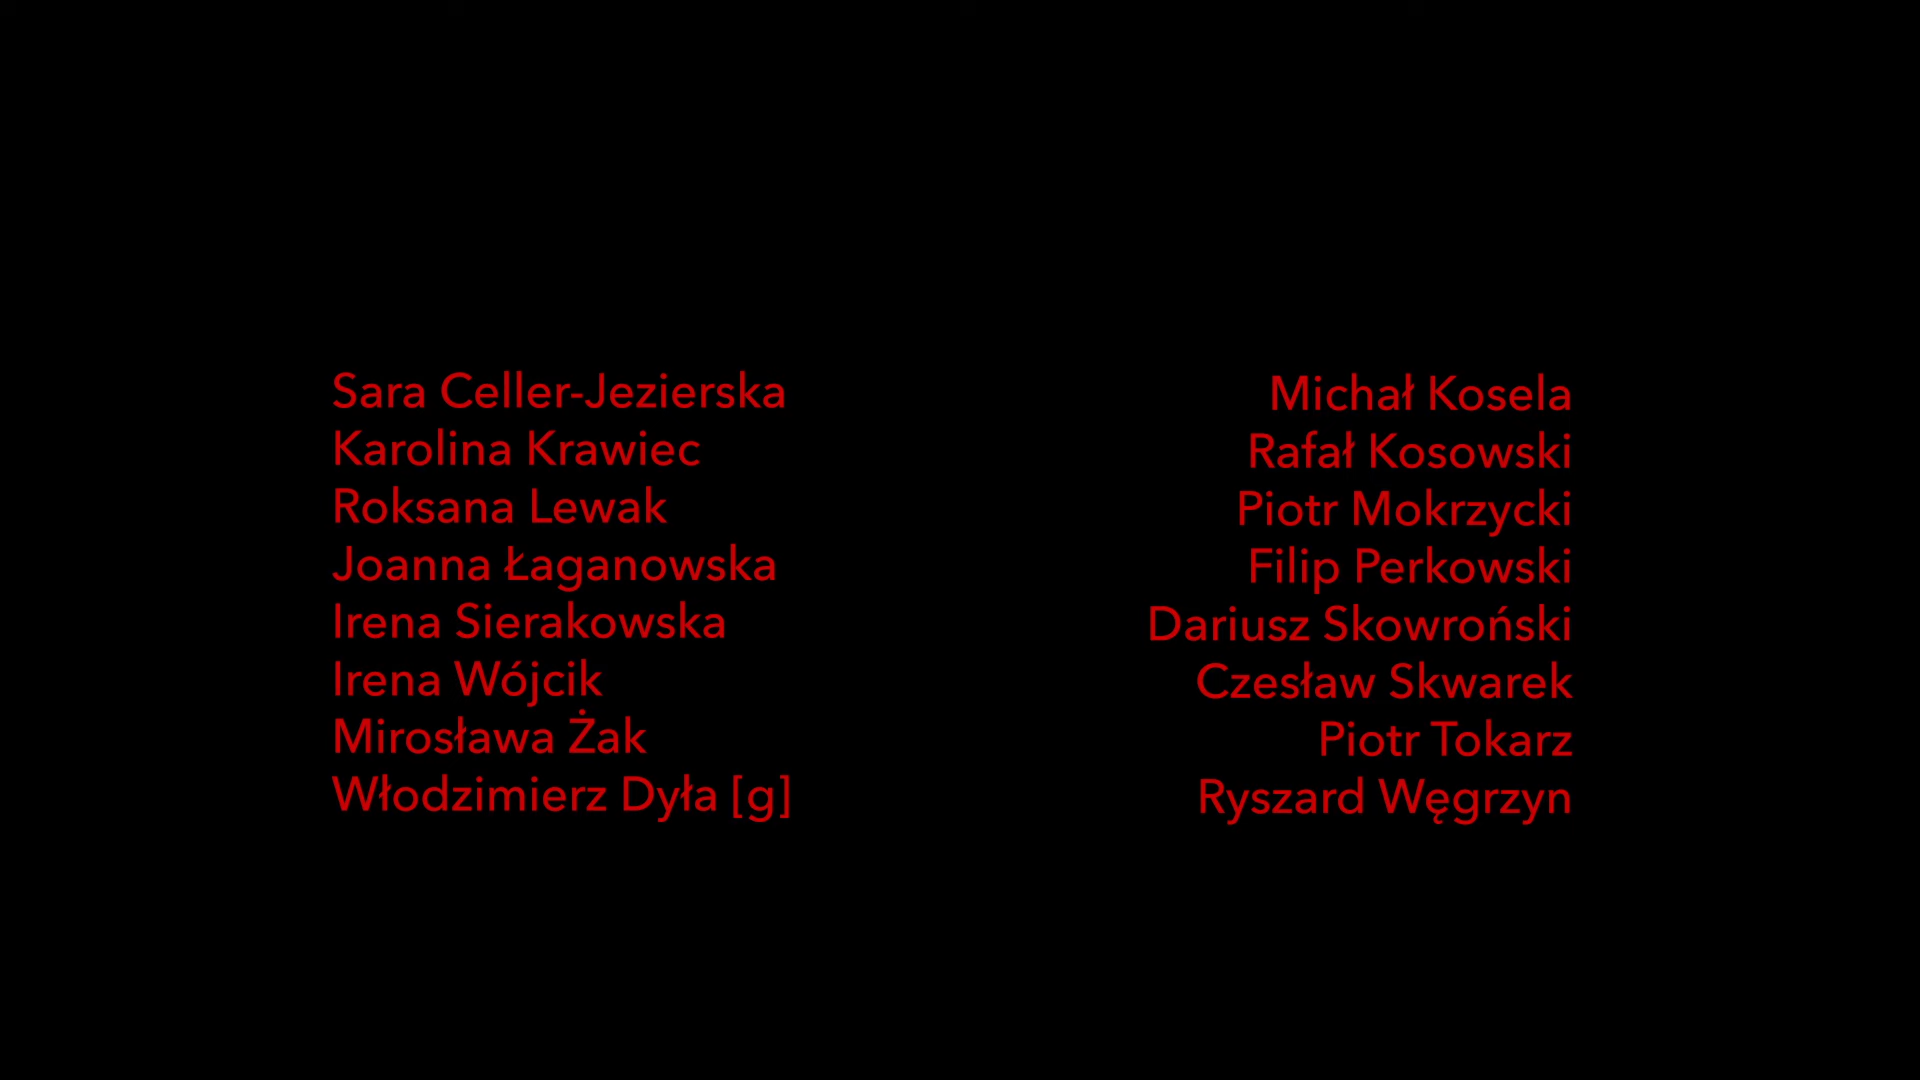 Sara Celler-Jezierska
Karolina Krawiec
Roksana Lewak
Joanna Łaganowska
Irena Sierakowska
Irena Wójcik
Mirosława Żak
Włodzimierz Dyła [g]
Michał Kosela
Rafał Kosowski
Piotr Mokrzycki
Filip Perkowski
Dariusz Skowroński
Czesław Skwarek
Piotr Tokarz
Ryszard Węgrzyn